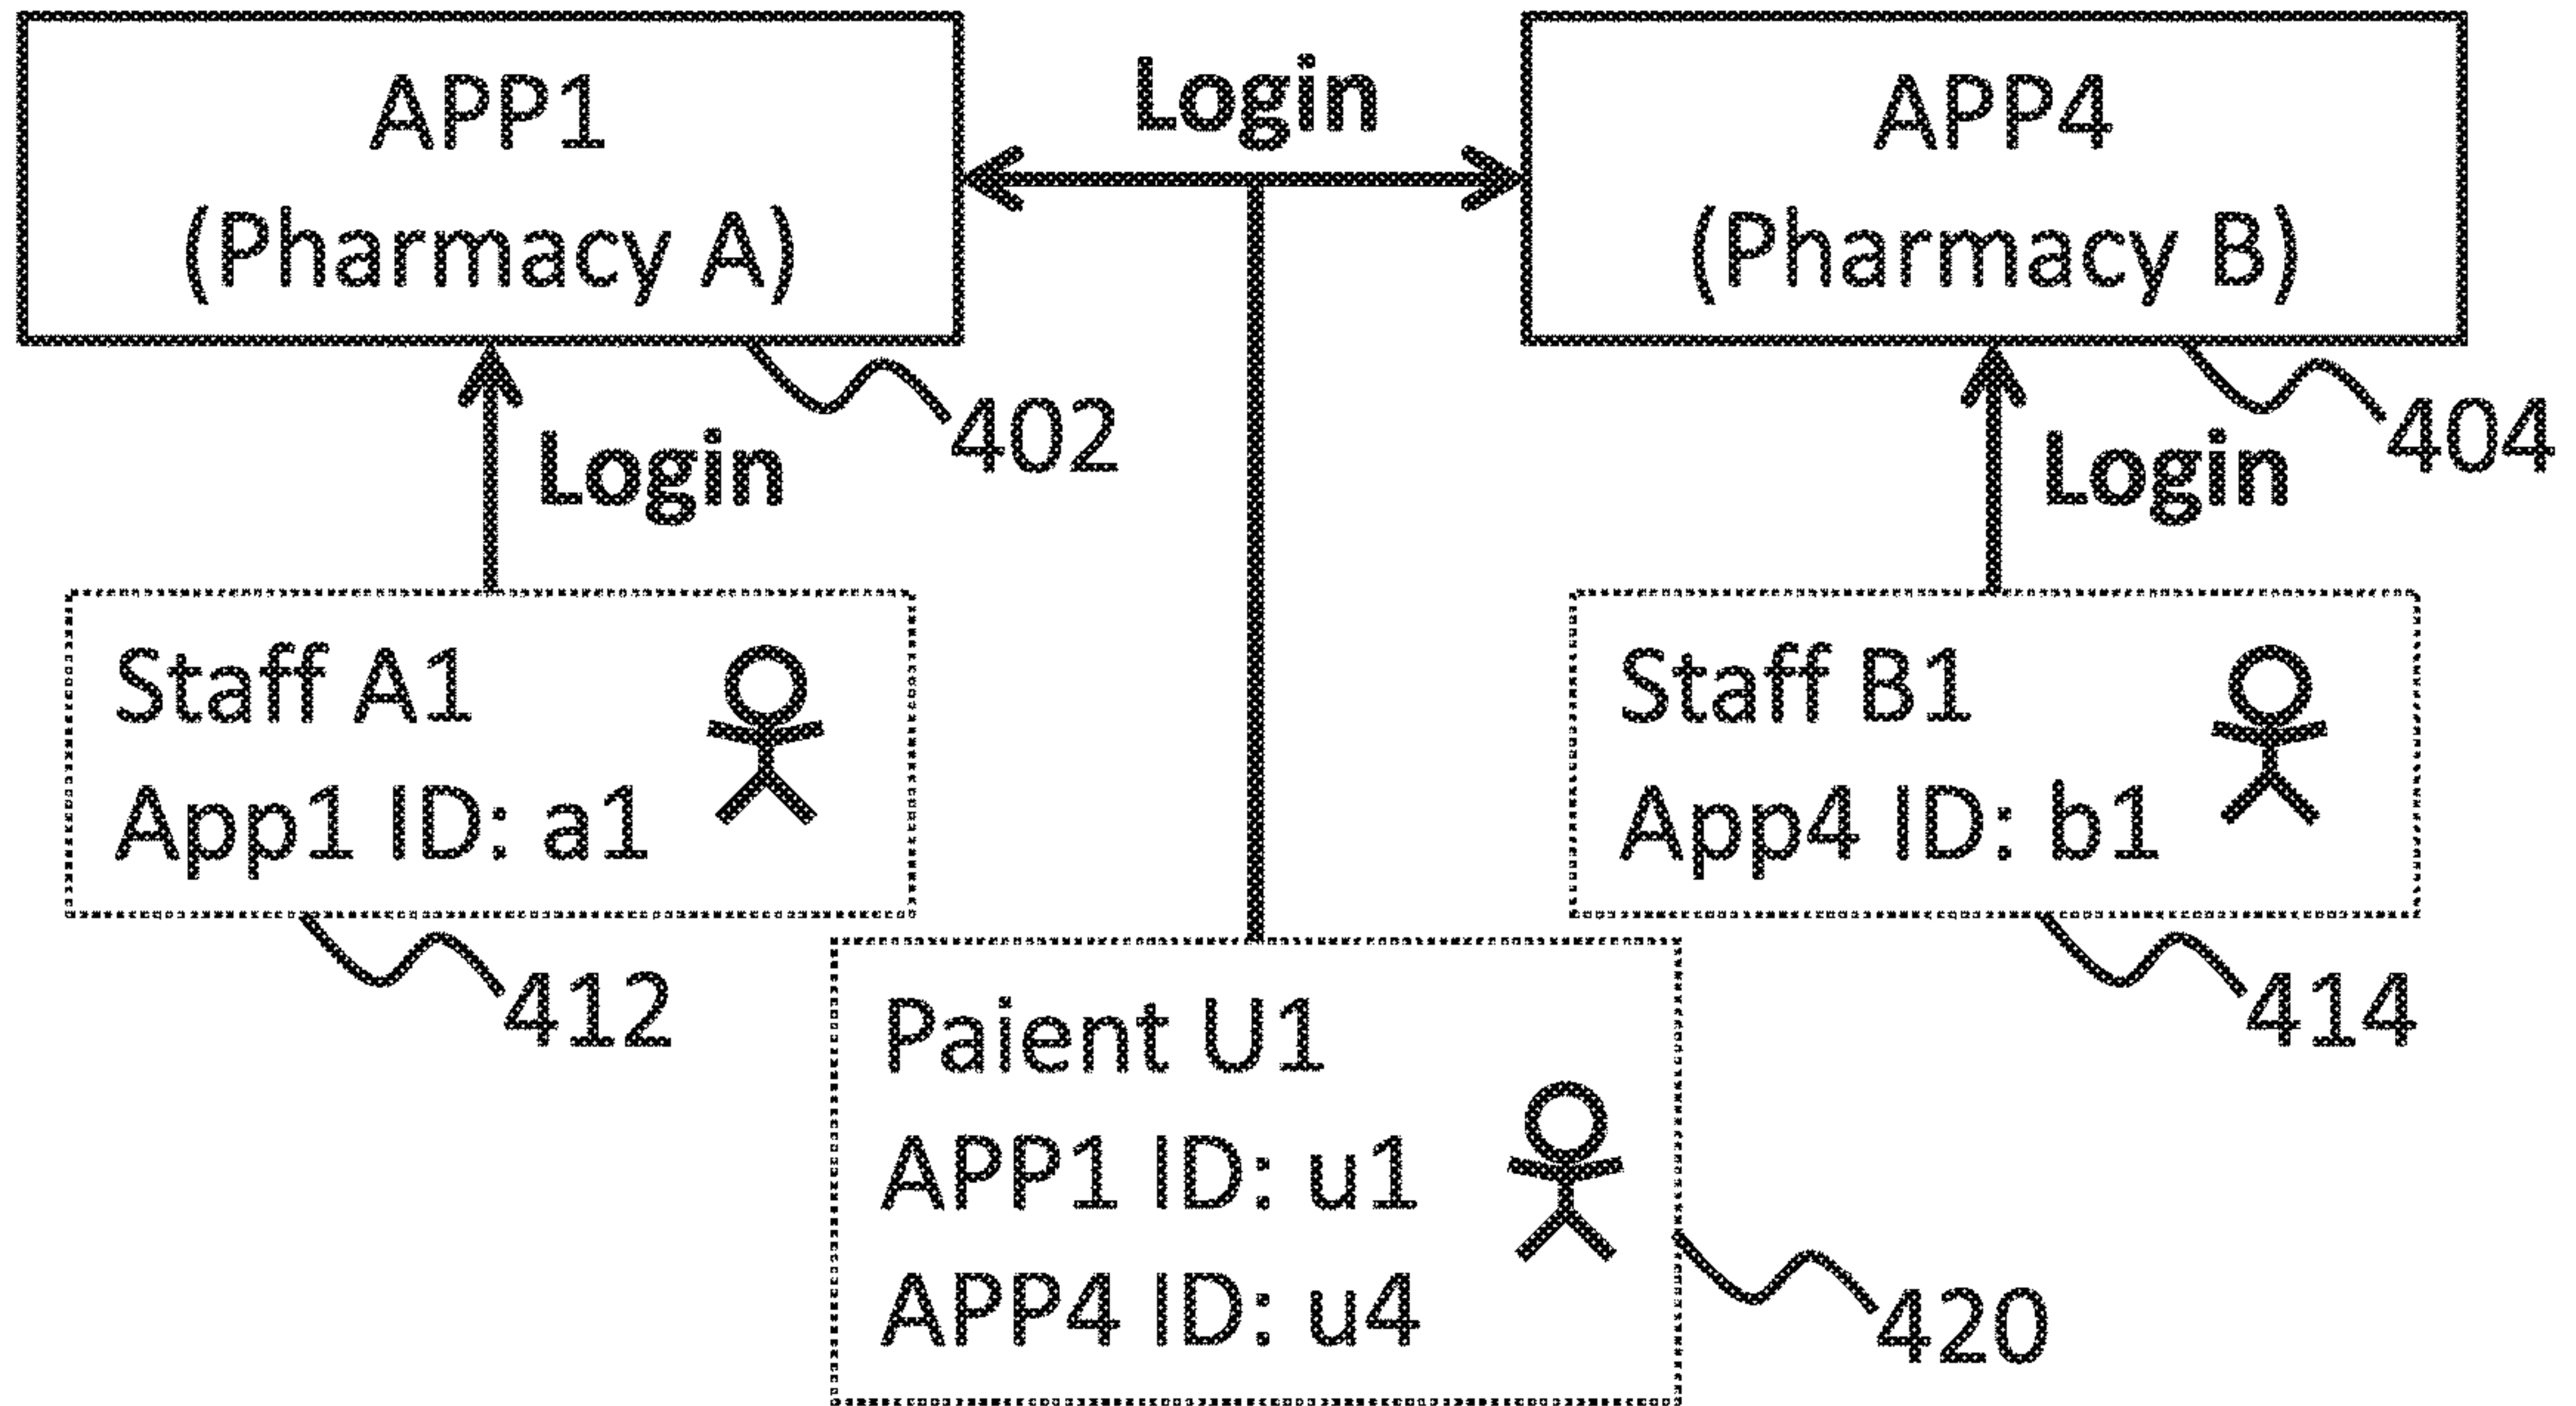 APP1
(Pharmacy A)
Login
APP4
(Pharmacy B)
402
404
Login
Login
Staff A1
App1 ID: a1
Staff B1
App4 ID: b1
412
414
Paient U1
APP1 ID: u1
APP4 ID: u4
420